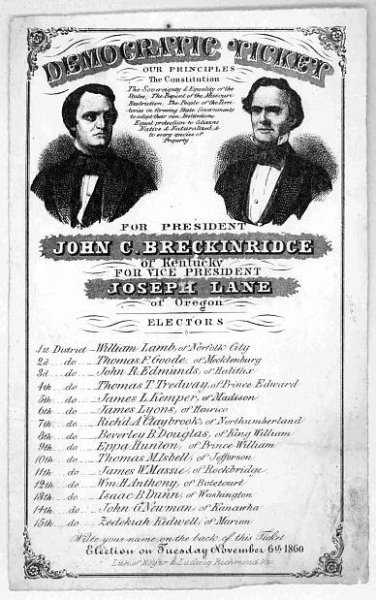 DEMOCRATIC TICKET
OUR PRINCIPLES
The Constitution
The Sovereignty & Equality of the
States, The Repeal of the Missouri
Restriction, The People of the Terri-
tories in forming State Governments
to adopt their own Institutions
Equal protection to Citizens
Native & Naturalized, &
to every species of
Property
FOR PRESIDENT
JOHN C. BRECKINRIDGE
of Kentucky
FOR VICE PRESIDENT
JOSEPH LANE
of Oregon
ELECTORS
1st District William Lamb, of Norfolk City
2d do Thomas F. Goode, of Mecklenburg
3d do John R. Edmunds, of Halifax
4th do Thomas T. Tredway, of Prince Edward
5th do James L. Kemper, of Madison
6th do James Lyons, of Henrico
7th do Richd. A. Claybrook, of Northumberland
8th do Beverley B. Douglas, of King William
9th do Eppa Hunton, of Prince William
10th do Thomas M. Isbell, of Jefferson
11th do James W. Massie, of Rockbridge
12th do Wm. H. Anthony, of Botetourt
13th do Isaac B. Dunn, of Washington
14th do John G. Newman, of Kanawha
15th do Zedekiah Kidwell, of Marion
Write your name on the back of this Ticket
Election on Tuesday November 6th 1860
Lith. of Hoyer & Ludwig Richmond, Va.